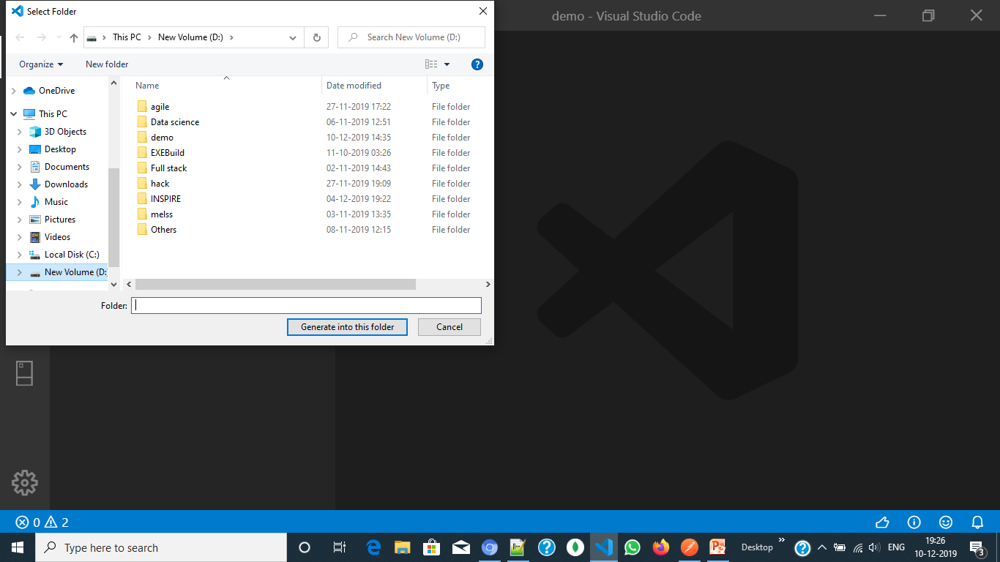 Select Folder
demo - Visual Studio Code
This PC
New Volume (D:)
Search New Volume (D:)
Organize
New folder
OneDrive
This PC
3D Objects
Desktop
Documents
Downloads
Music
Pictures
Videos
Local Disk (C:)
New Volume (D:
Name Date modified Type
agile 27-11-2019 17:22 File folder
Data science 06-11-2019 12:51 File folder
demo 10-12-2019 14:35 File folder
EXEBuild 11-10-2019 03:26 File folder
Full stack 02-11-2019 14:43 File folder
hack 27-11-2019 19:09 File folder
INSPIRE 04-12-2019 19:22 File folder
melss 03-11-2019 13:35 File folder
Others 08-11-2019 12:15 File folder
Folder:
Generate into this folder
Cancel
0 2
Type here to search
Desktop
ENG
19:26
10-12-2019
3